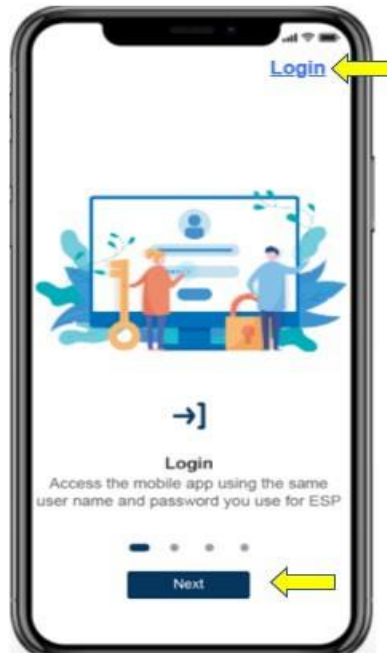 Login
Login
Access the mobile app using the same
user name and password you use for ESP
Next